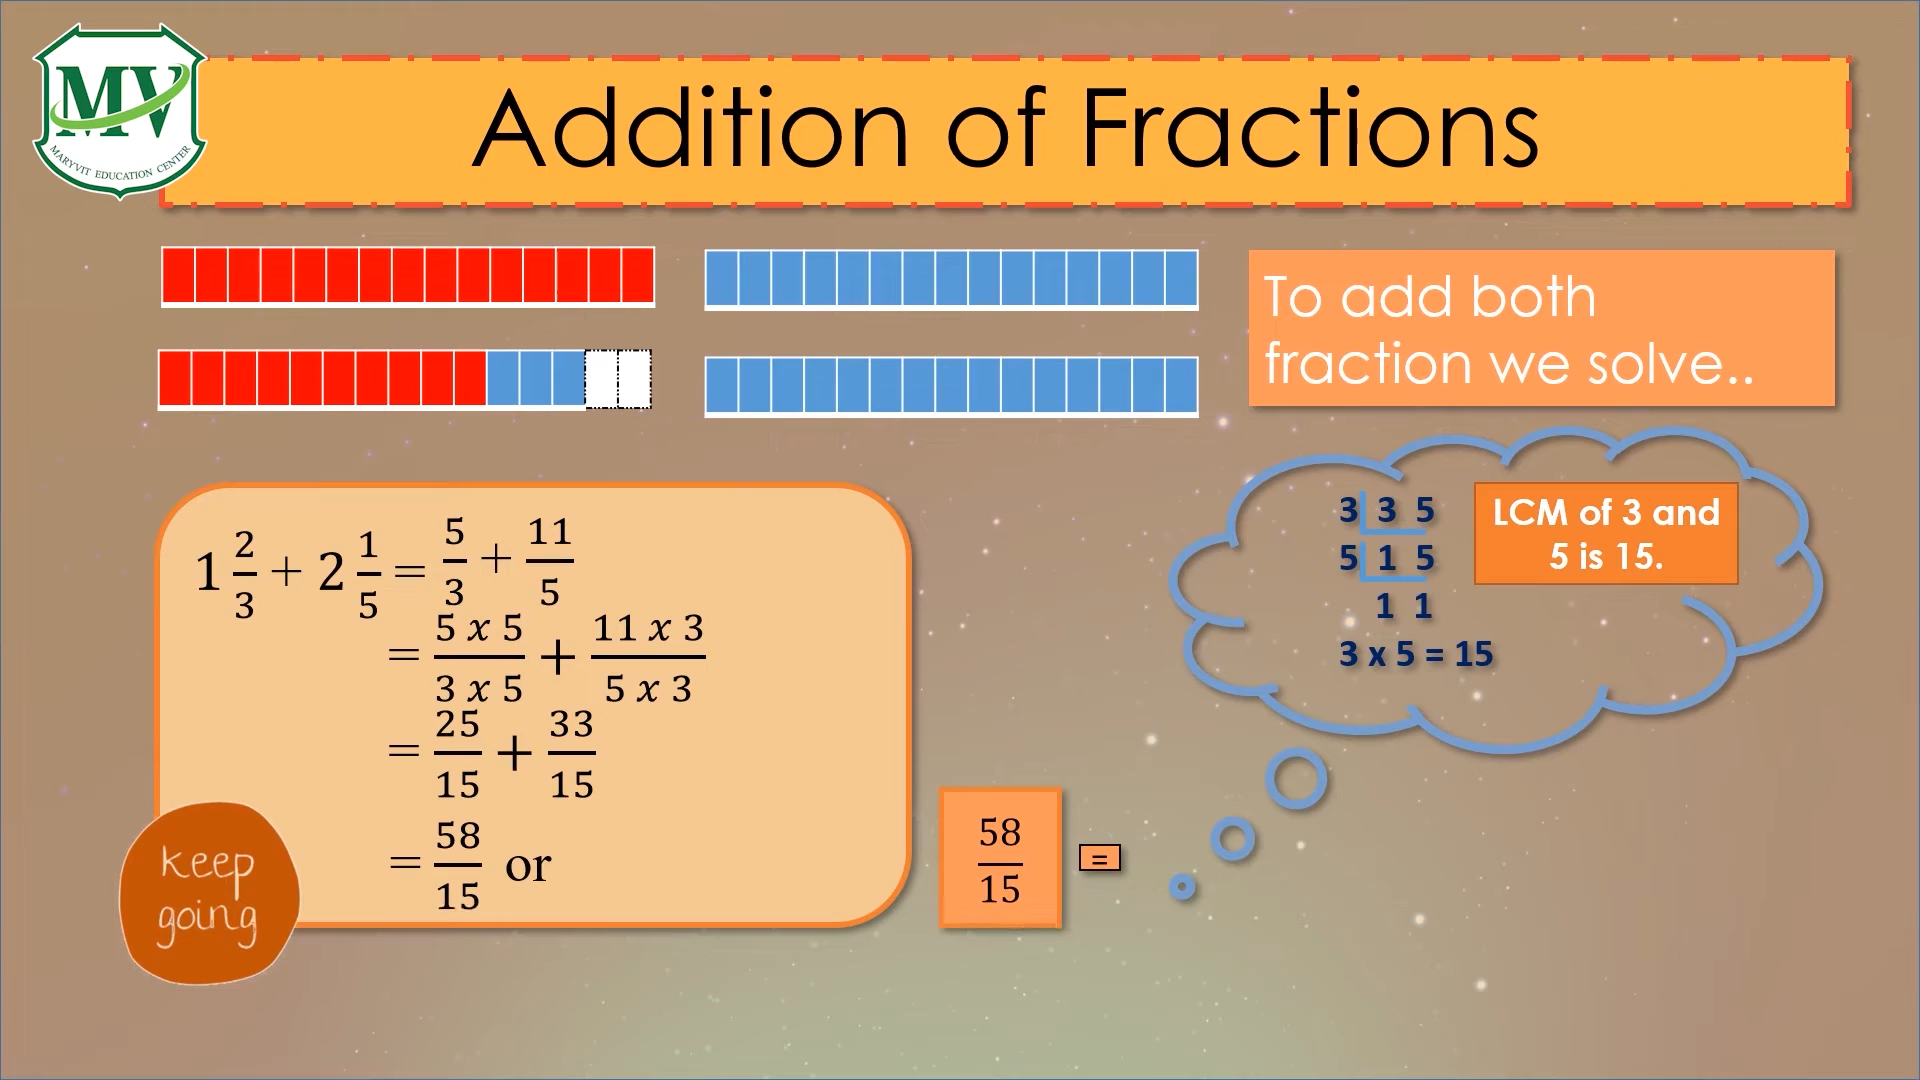 MV
MARYVIT EDUCATION CENTER
Addition of Fractions
To add both
fraction we solve..
1 2/3 + 2 1/5 = 5/3 + 11/5
= 5 x 5/3 x 5 + 11 x 3/5 x 3
= 25/15 + 33/15
= 58/15 or
keep
going
58/15 =
3 3 5
5 1 5
1 1
3 x 5 = 15
LCM of 3 and
5 is 15.